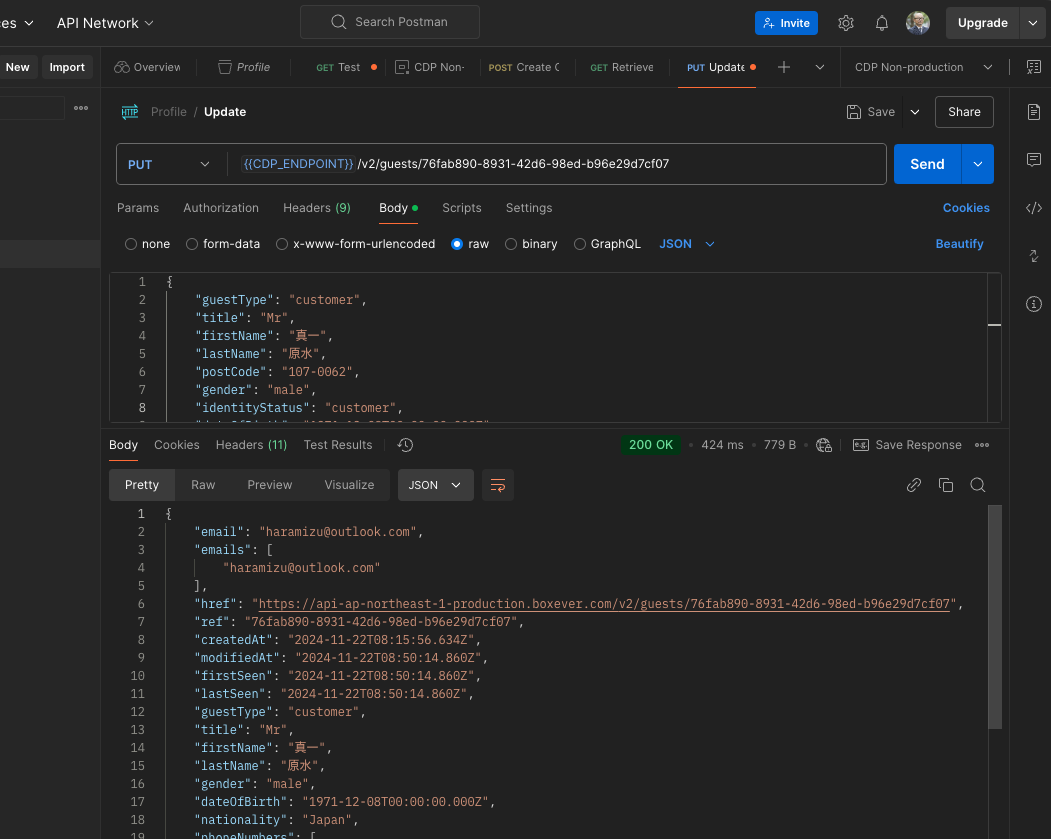 ces API Network Search Postman Invite Upgrade
New Import Overview Profile GET Test CDP Non- POST Create GET Retrieve PUT Update CDP Non-production
HTTP Profile / Update Save Share
PUT {{CDP_ENDPOINT}}/v2/guests/76fab890-8931-42d6-98ed-b96e29d7cf07 Send
Params Authorization Headers (9) Body Scripts Settings Cookies
none form-data x-www-form-urlencoded raw binary GraphQL JSON Beautify
1 {
2 "guestType": "customer",
3 "title": "Mr",
4 "firstName": "真一",
5 "lastName": "原水",
6 "postCode": "107-0062",
7 "gender": "male",
8 "identityStatus": "customer",
Body Cookies Headers (11) Test Results 200 OK • 424 ms • 779 B • Save Response
Pretty Raw Preview Visualize JSON
1 {
2 "email": "haramizu@outlook.com",
3 "emails": [
4 "haramizu@outlook.com"
5 ],
6 "href": "https://api-ap-northeast-1-production.boxever.com/v2/guests/76fab890-8931-42d6-98ed-b96e29d7cf07",
7 "ref": "76fab890-8931-42d6-98ed-b96e29d7cf07",
8 "createdAt": "2024-11-22T08:15:56.634Z",
9 "modifiedAt": "2024-11-22T08:50:14.860Z",
10 "firstSeen": "2024-11-22T08:50:14.860Z",
11 "lastSeen": "2024-11-22T08:50:14.860Z",
12 "guestType": "customer",
13 "title": "Mr",
14 "firstName": "真一",
15 "lastName": "原水",
16 "gender": "male",
17 "dateOfBirth": "1971-12-08T00:00:00.000Z",
18 "nationality": "Japan",
19 "phoneNumbers": [